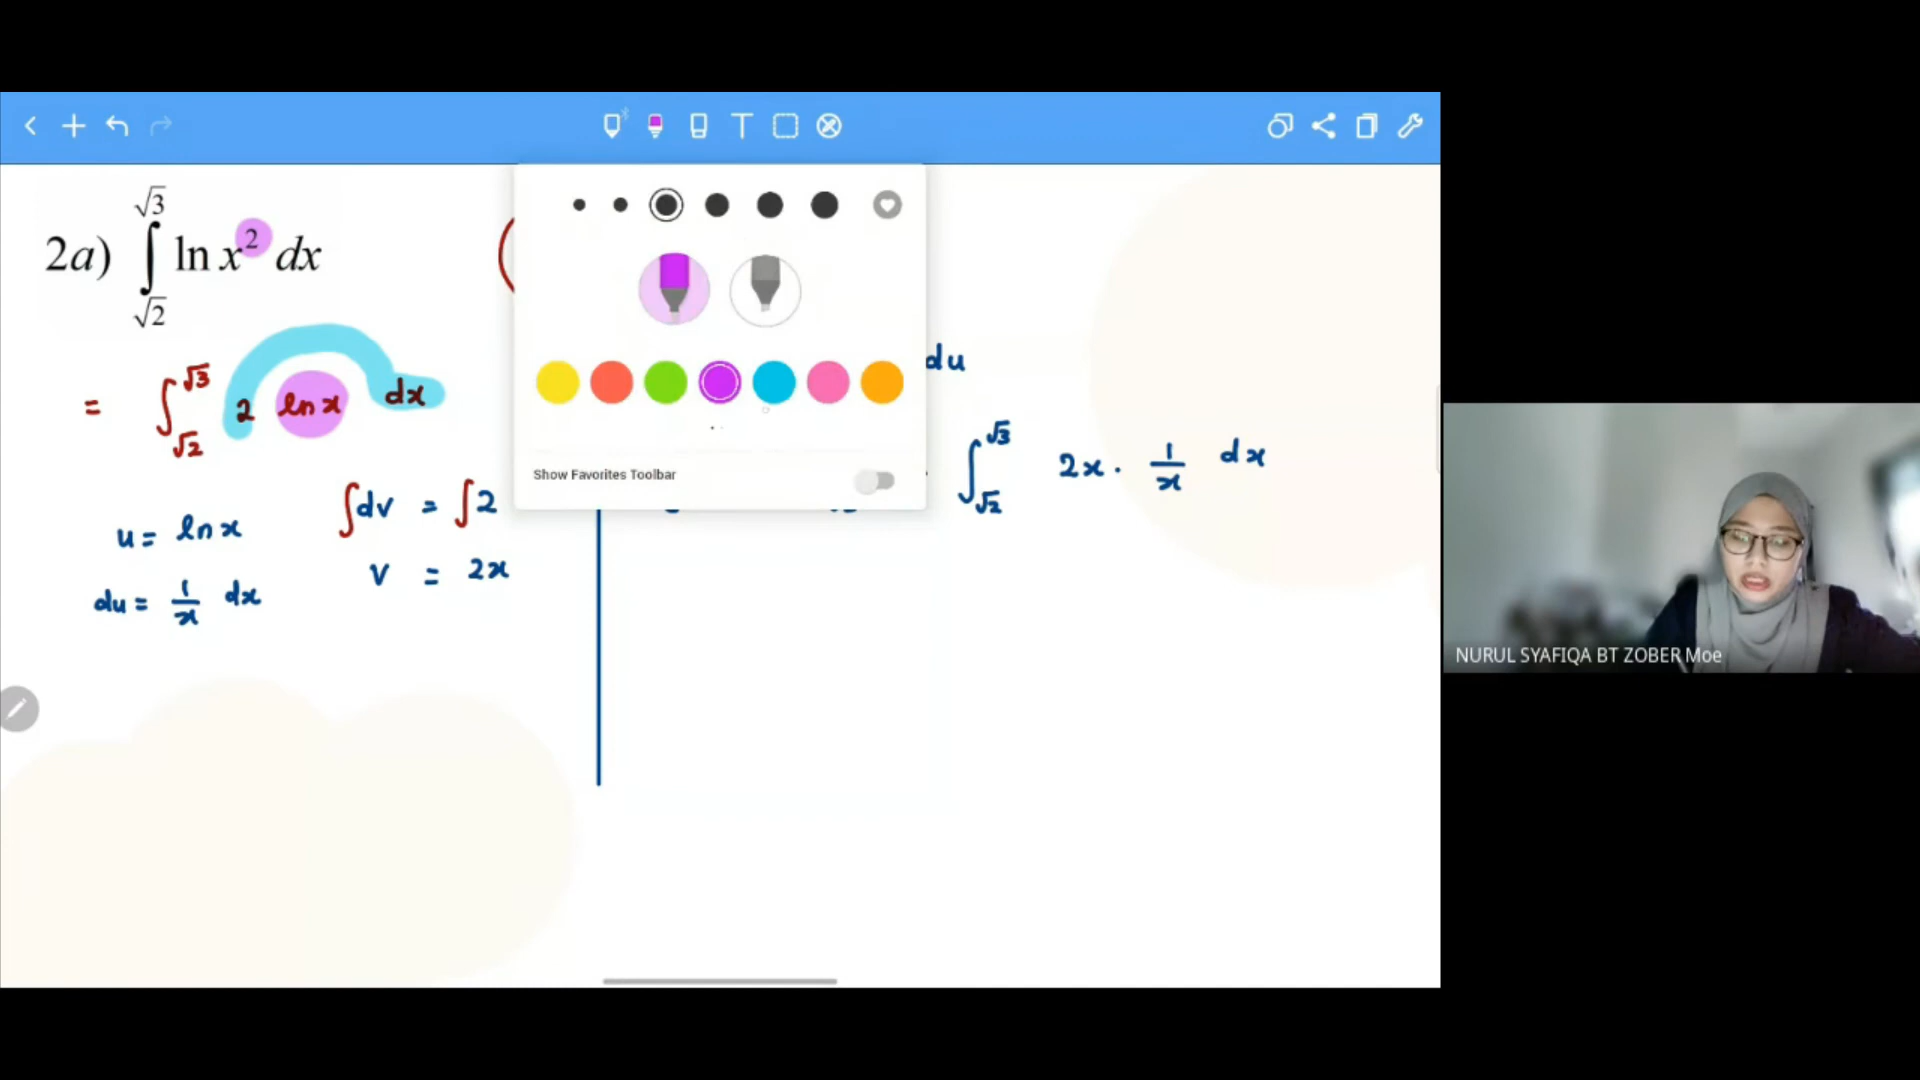 2a) ∫_{√2}^{√3} ln x² dx
= ∫_{√2}^{√3} 2 ln x dx
u = ln x
du = 1/x dx
∫dv = ∫2
v = 2x
Show Favorites Toolbar
du
∫_{√2}^{√3} 2x · 1/x dx
NURUL SYAFIQA BT ZOBER Moe